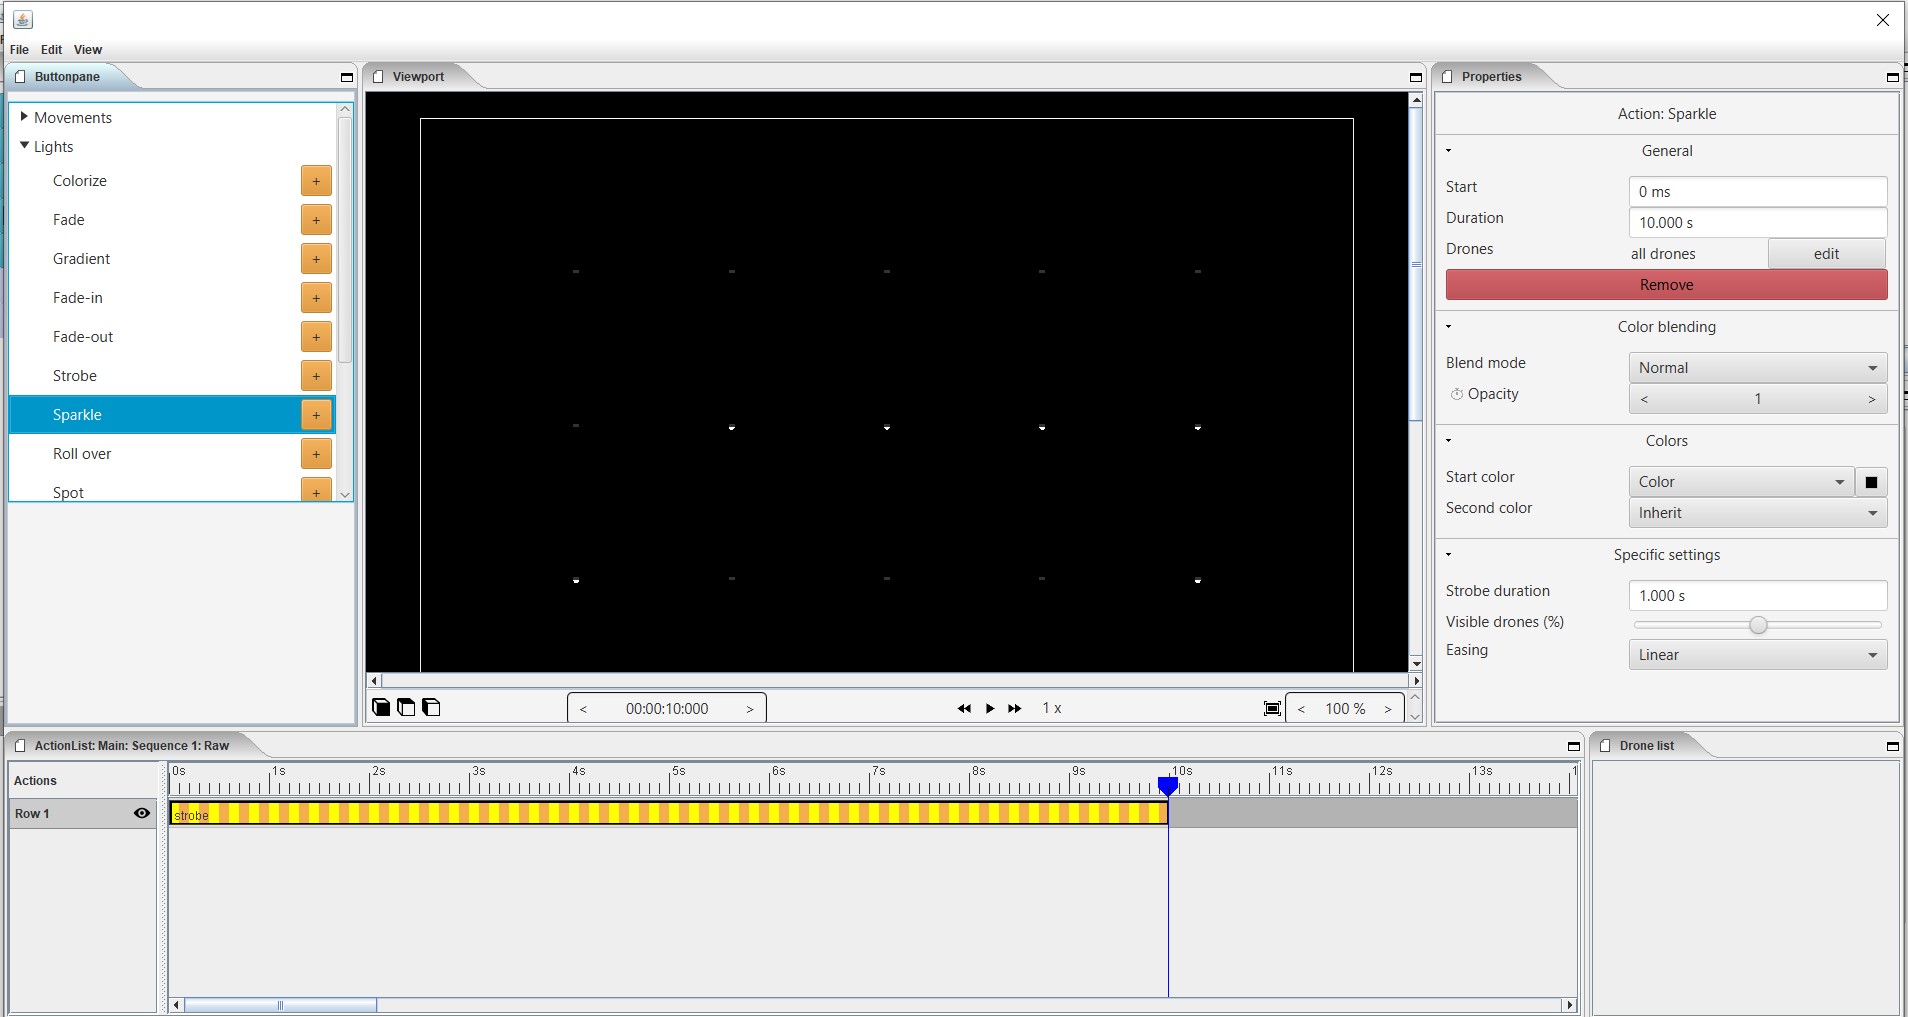 File Edit View
Buttonpane
Viewport
Properties
Movements
Lights
Colorize +
Fade +
Gradient +
Fade-in +
Fade-out +
Strobe +
Sparkle +
Roll over +
Spot +
00:00:10:000
1 x
100 %
Action: Sparkle
General
Start 0 ms
Duration 10.000 s
Drones all drones edit
Remove
Color blending
Blend mode Normal
Opacity < 1 >
Colors
Start color Color
Second color Inherit
Specific settings
Strobe duration 1.000 s
Visible drones (%)
Easing Linear
ActionList: Main: Sequence 1: Raw
Drone list
Actions
0s 1s 2s 3s 4s 5s 6s 7s 8s 9s 10s 11s 12s 13s 1
Row 1
strobe